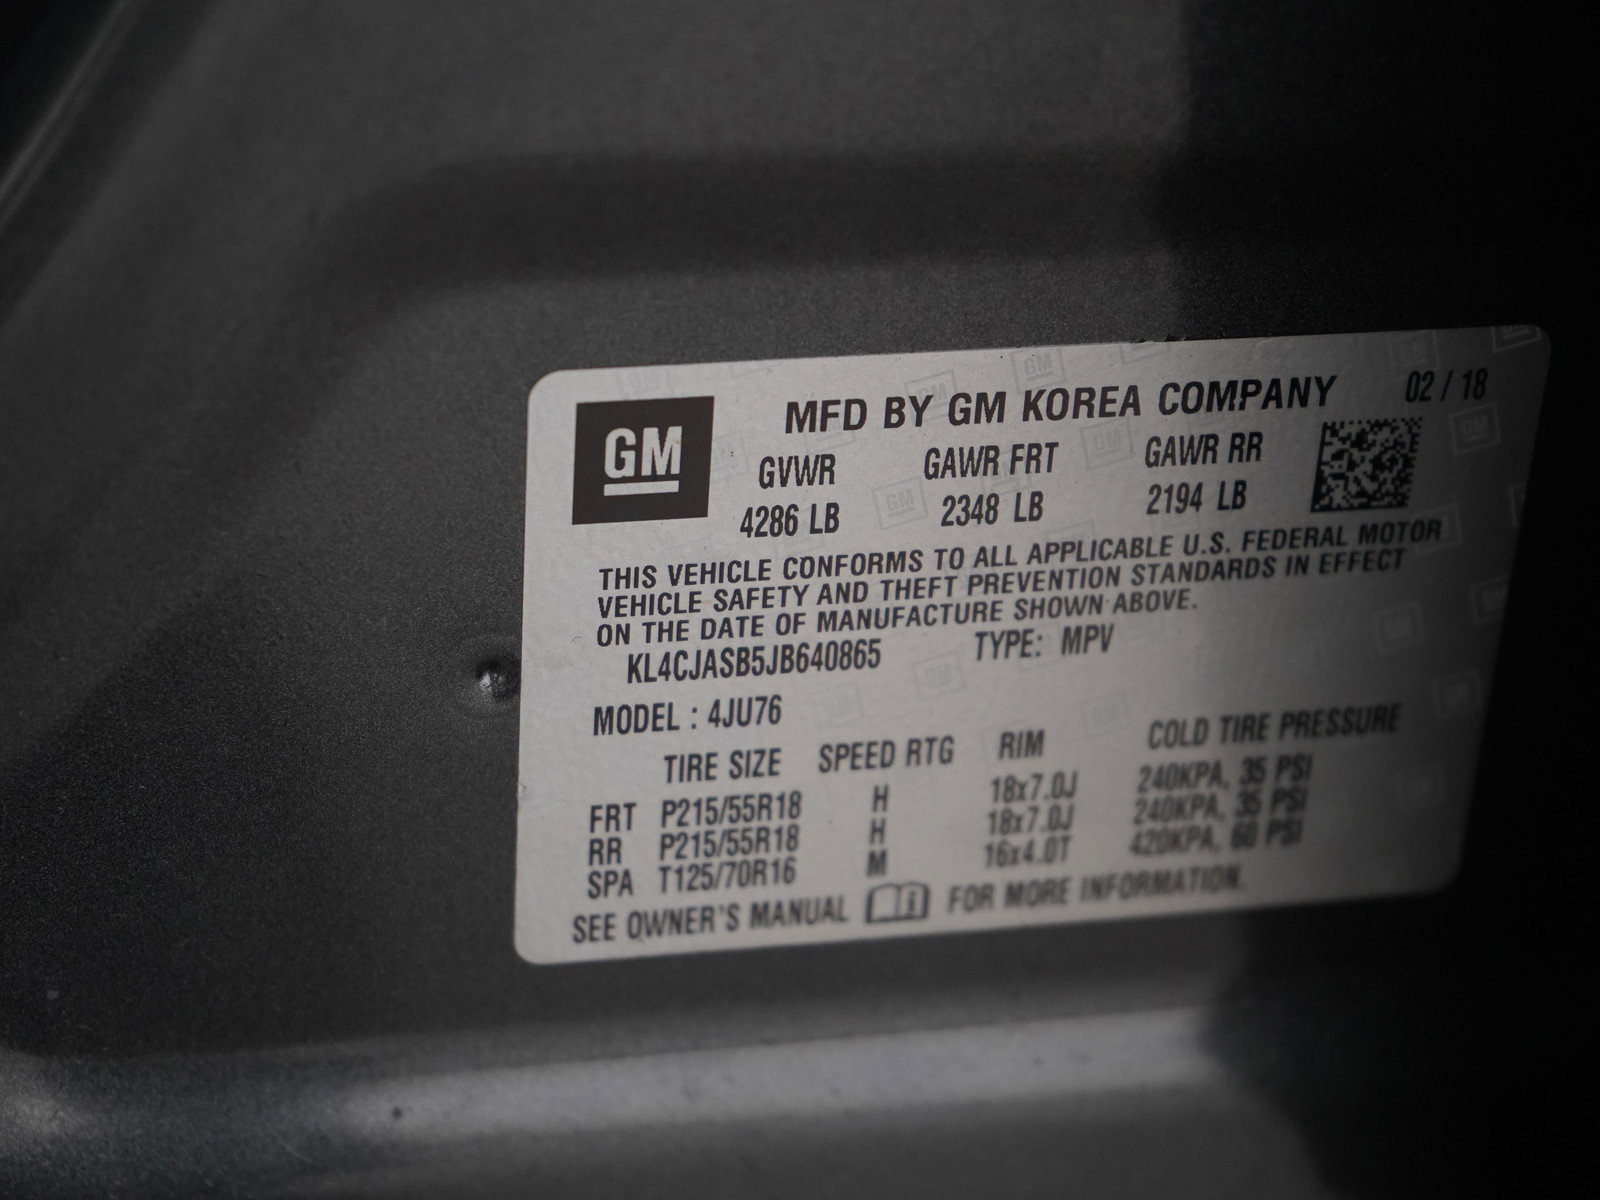 GM
MFD BY GM KOREA COMPANY 02 / 18
GVWR GAWR FRT GAWR RR
4286 LB 2348 LB 2194 LB
THIS VEHICLE CONFORMS TO ALL APPLICABLE U.S. FEDERAL MOTOR
VEHICLE SAFETY AND THEFT PREVENTION STANDARDS IN EFFECT
ON THE DATE OF MANUFACTURE SHOWN ABOVE.
KL4CJASB5JB640865 TYPE: MPV
MODEL : 4JU76
TIRE SIZE SPEED RTG RIM COLD TIRE PRESSURE
FRT P215/55R18 H 18x7.0J 240KPA, 35 PSI
RR P215/55R18 H 18x7.0J 240KPA, 35 PSI
SPA T125/70R16 M 16x4.0T 420KPA, 60 PSI
SEE OWNER'S MANUAL FOR MORE INFORMATION.